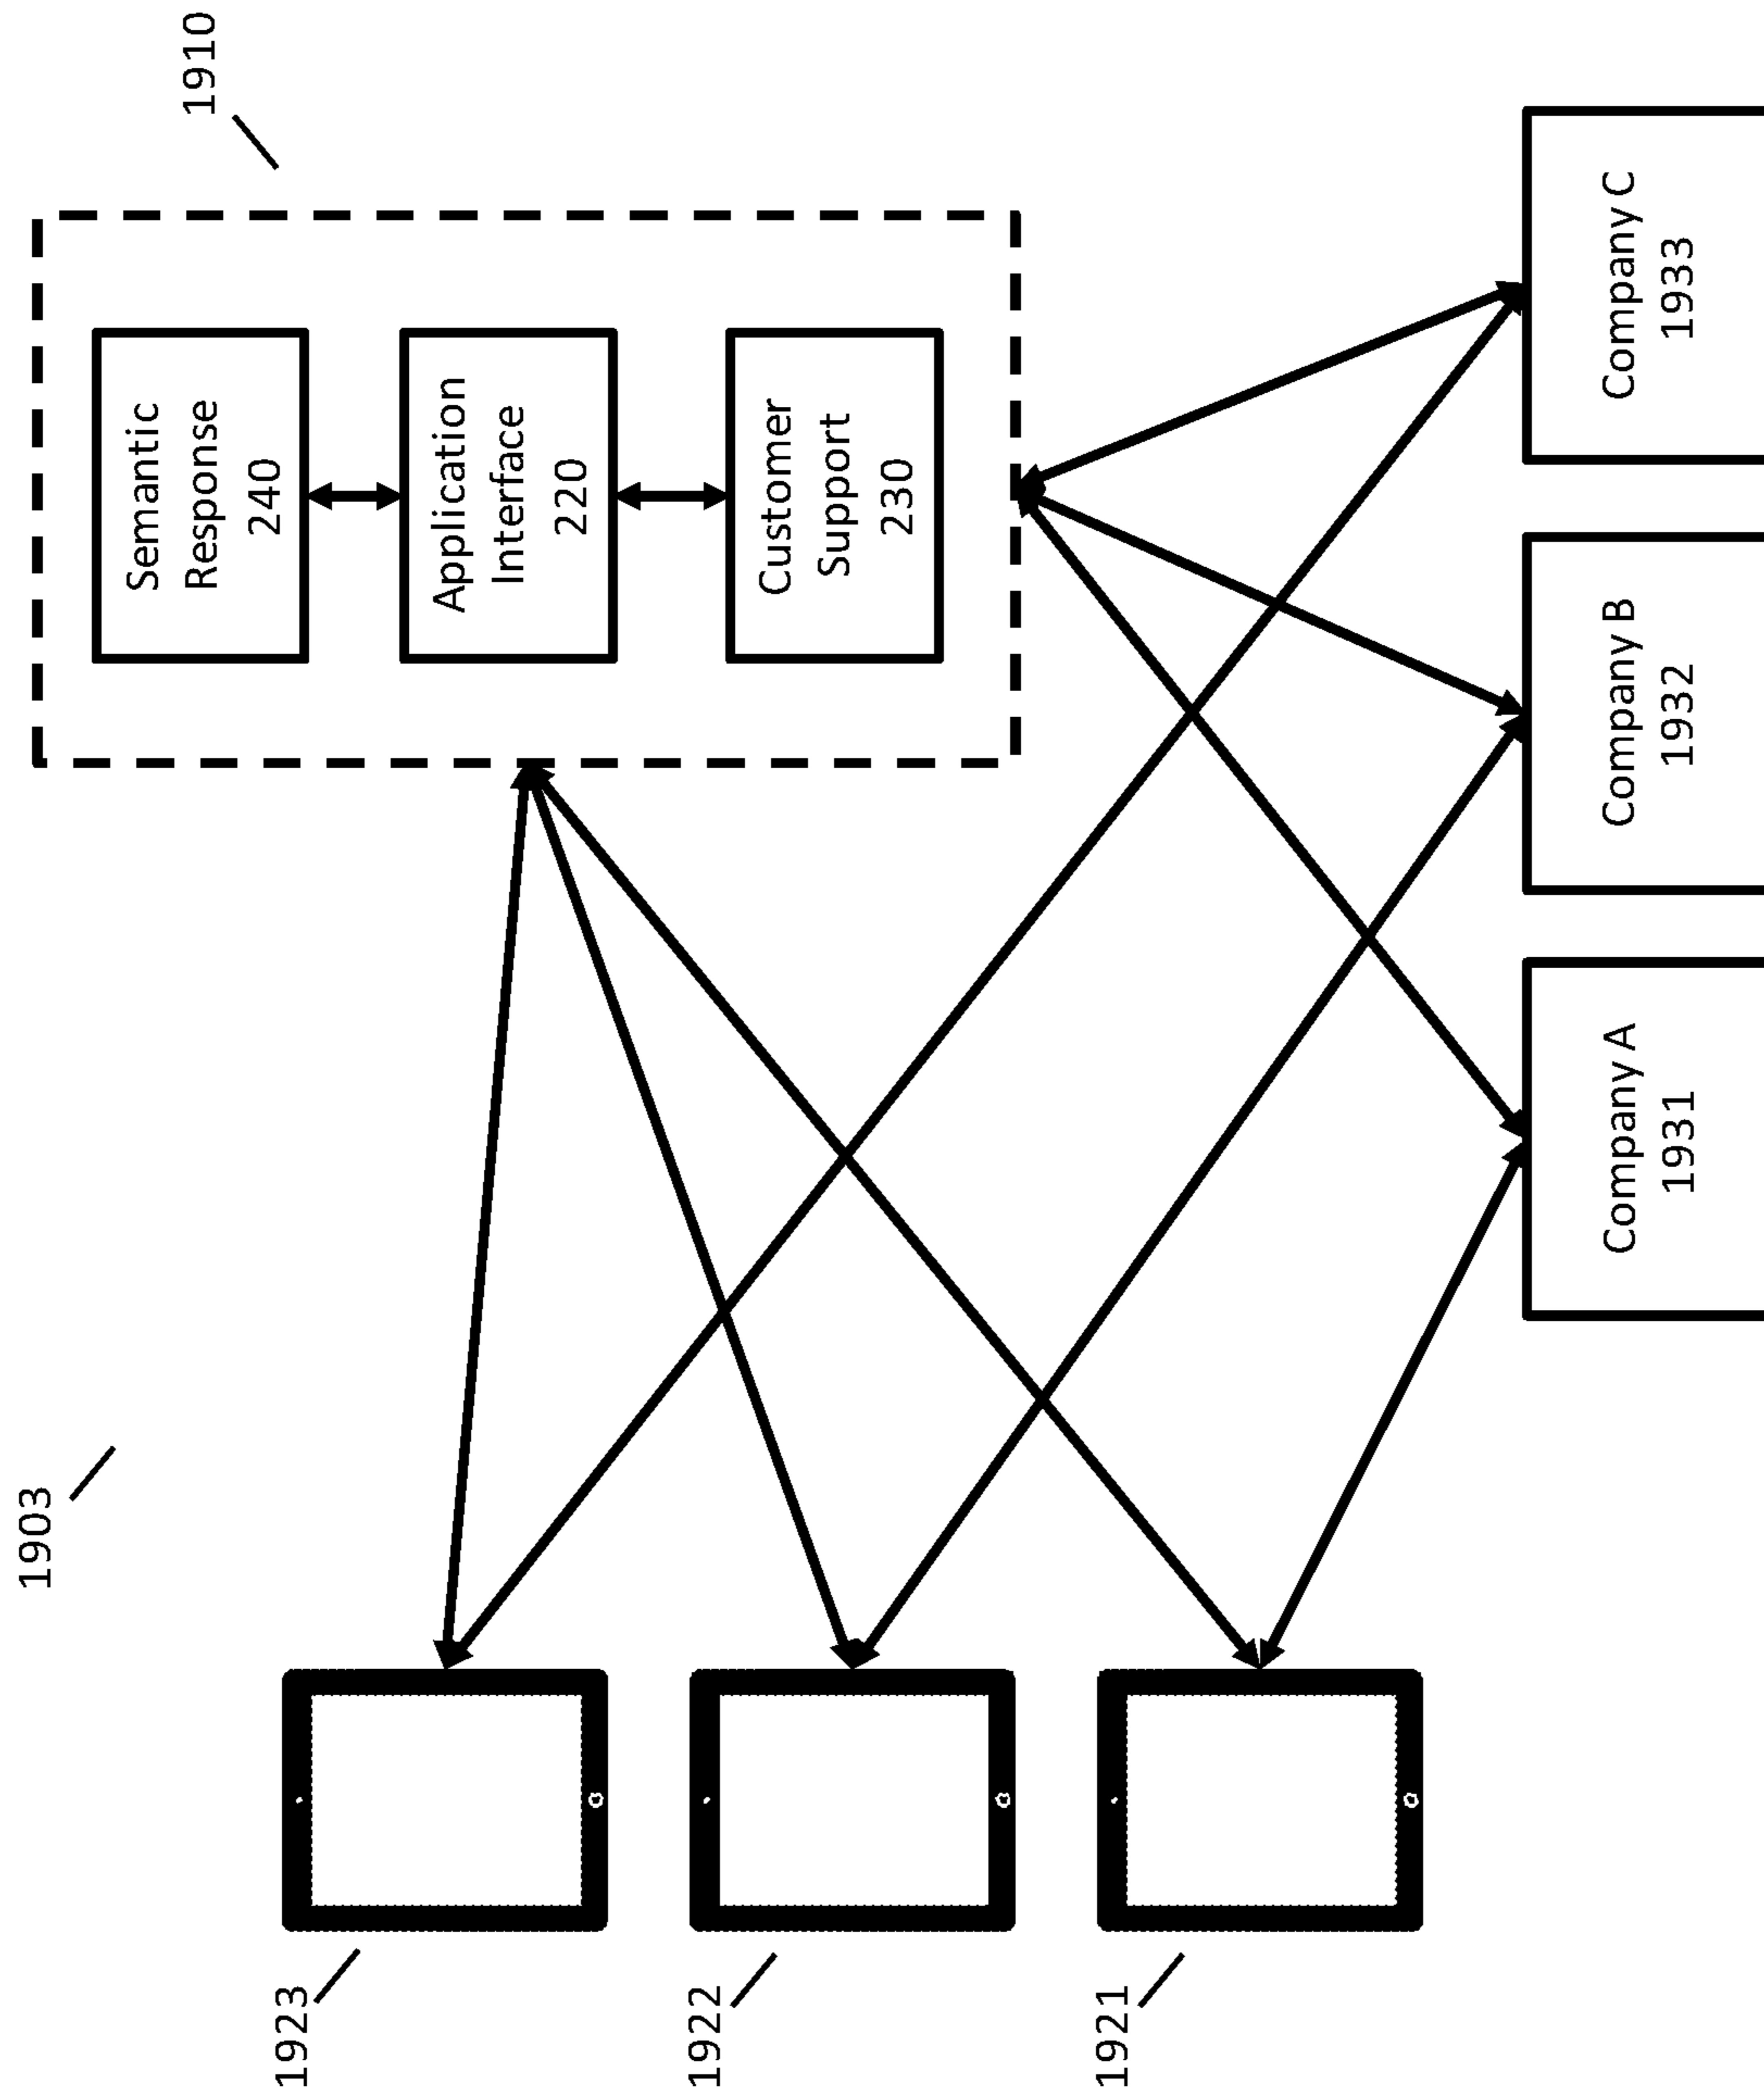 1903
1910
Semantic
Response
240
Application
Interface
220
Customer
Support
230
1923
1922
1921
Company A
1931
Company B
1932
Company C
1933